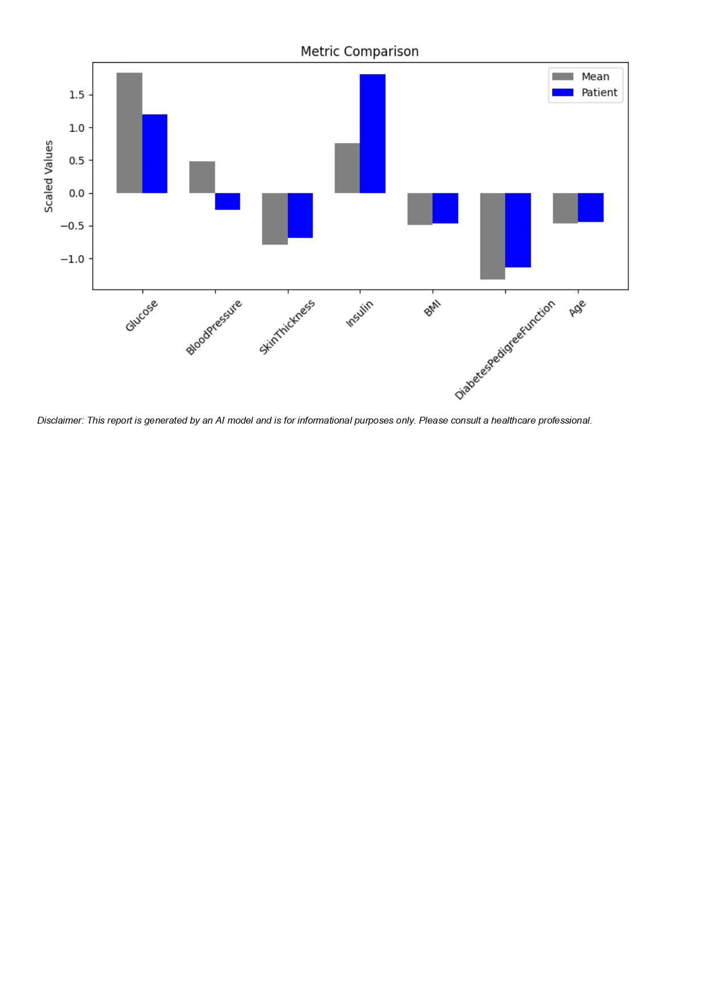 Metric Comparison
Mean
Patient
Scaled Values
1.5
1.0
0.5
0.0
−0.5
−1.0
Glucose
BloodPressure
SkinThickness
Insulin
BMI
DiabetesPedigreeFunction
Age
Disclaimer: This report is generated by an AI model and is for informational purposes only. Please consult a healthcare professional.